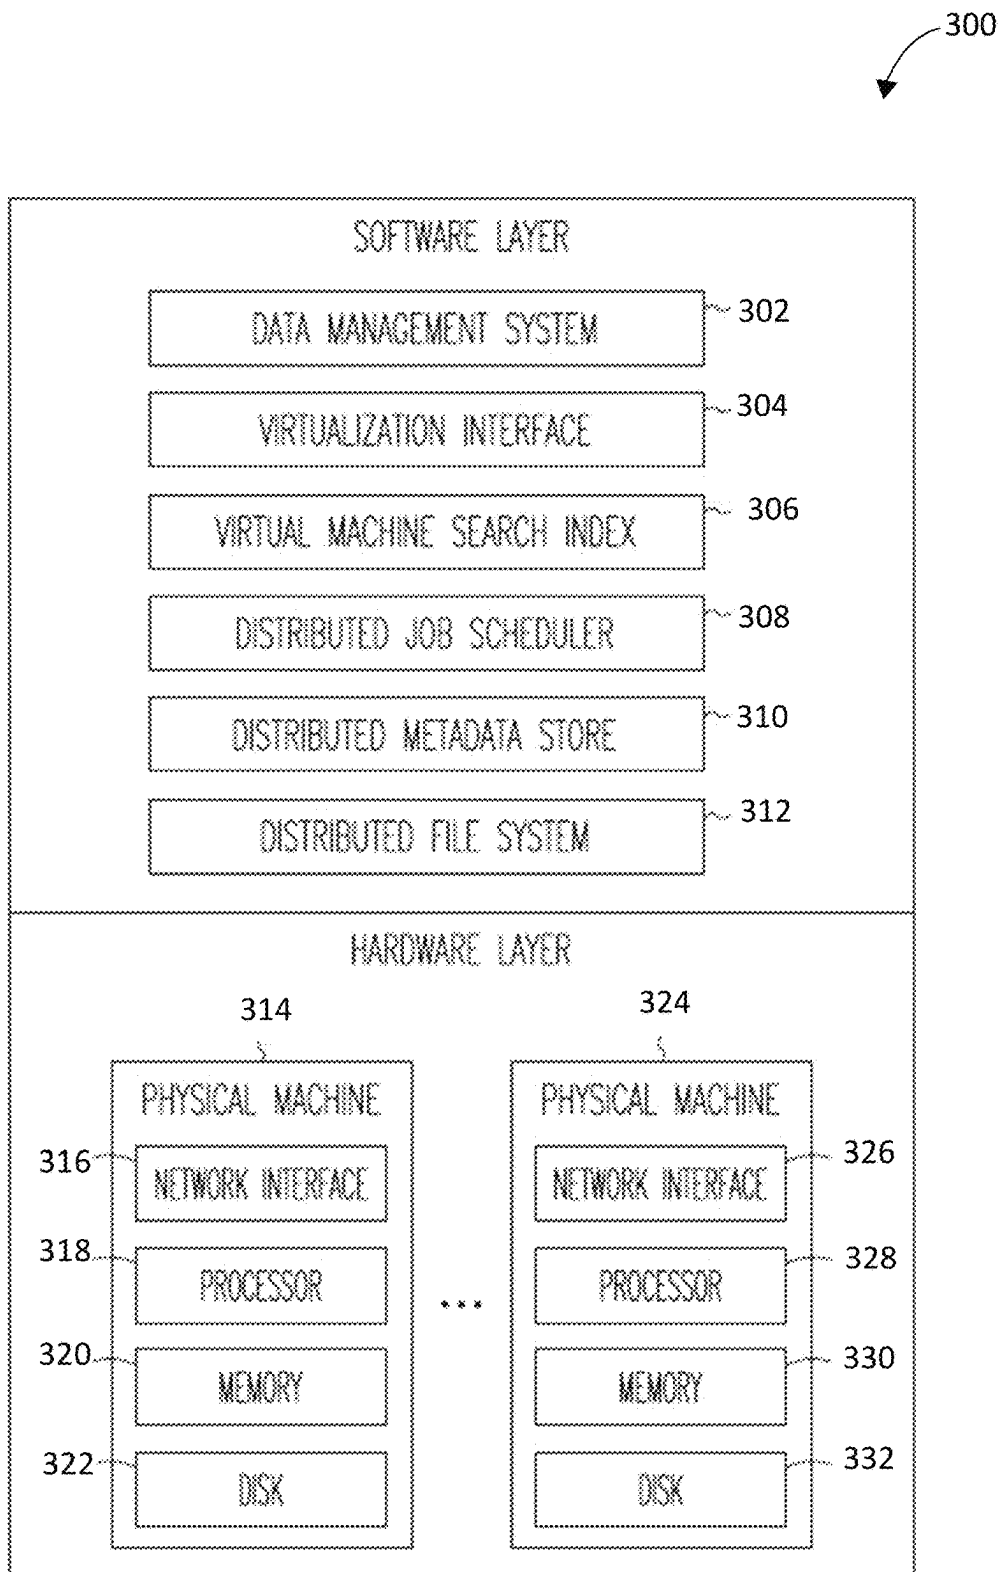 300
SOFTWARE LAYER
DATA MANAGEMENT SYSTEM 302
VIRTUALIZATION INTERFACE 304
VIRTUAL MACHINE SEARCH INDEX 306
DISTRIBUTED JOB SCHEDULER 308
DISTRIBUTED METADATA STORE 310
DISTRIBUTED FILE SYSTEM 312
HARDWARE LAYER
314 324
PHYSICAL MACHINE PHYSICAL MACHINE
316 NETWORK INTERFACE NETWORK INTERFACE 326
318 PROCESSOR ... PROCESSOR 328
320 MEMORY MEMORY 330
322 DISK DISK 332